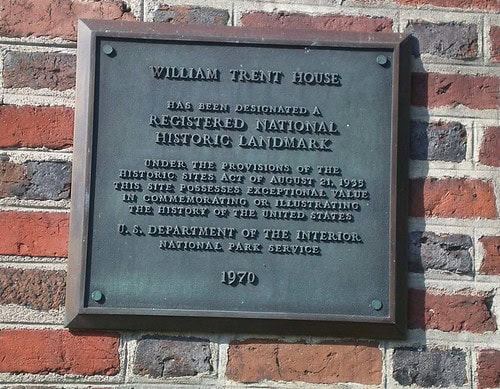 WILLIAM TRENT HOUSE
HAS BEEN DESIGNATED A
REGISTERED NATIONAL
HISTORIC LANDMARK
UNDER THE PROVISIONS OF THE
HISTORIC SITES ACT OF AUGUST 21, 1935
THIS SITE POSSESSES EXCEPTIONAL VALUE
IN COMMEMORATING OR ILLUSTRATING
THE HISTORY OF THE UNITED STATES
U. S. DEPARTMENT OF THE INTERIOR
NATIONAL PARK SERVICE
1970